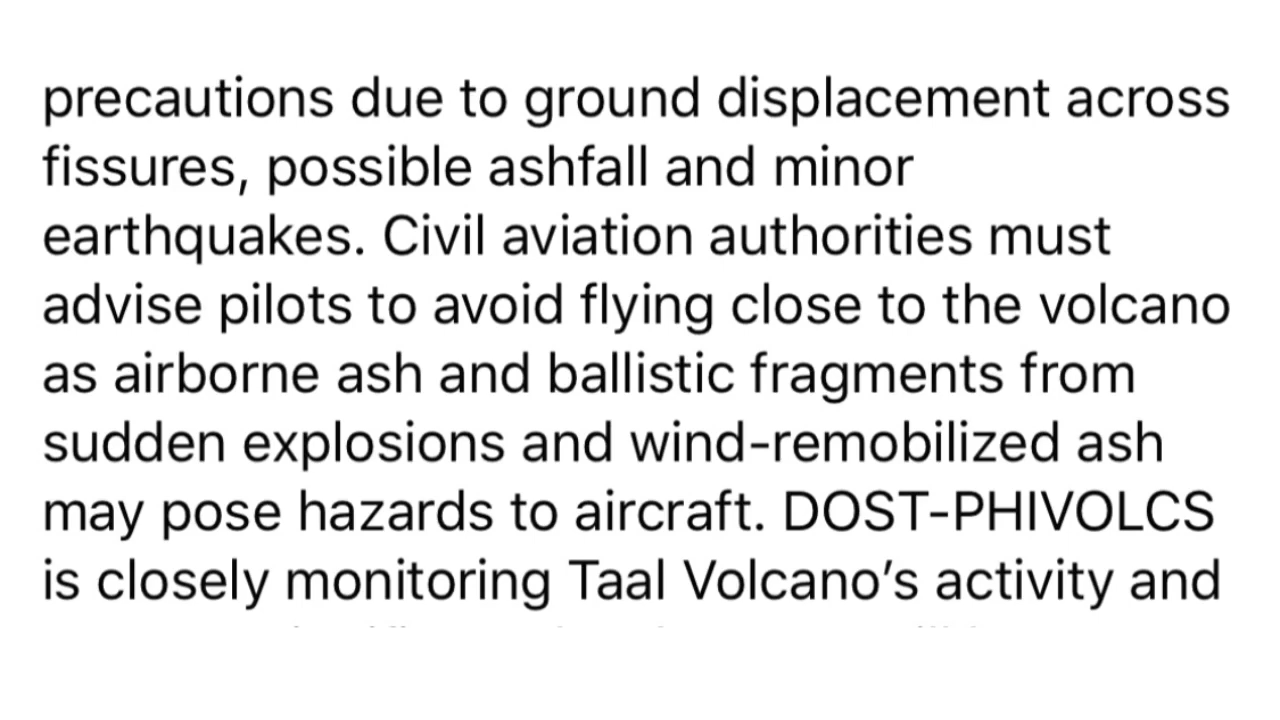 precautions due to ground displacement across
fissures, possible ashfall and minor
earthquakes. Civil aviation authorities must
advise pilots to avoid flying close to the volcano
as airborne ash and ballistic fragments from
sudden explosions and wind-remobilized ash
may pose hazards to aircraft. DOST-PHIVOLCS
is closely monitoring Taal Volcano’s activity and